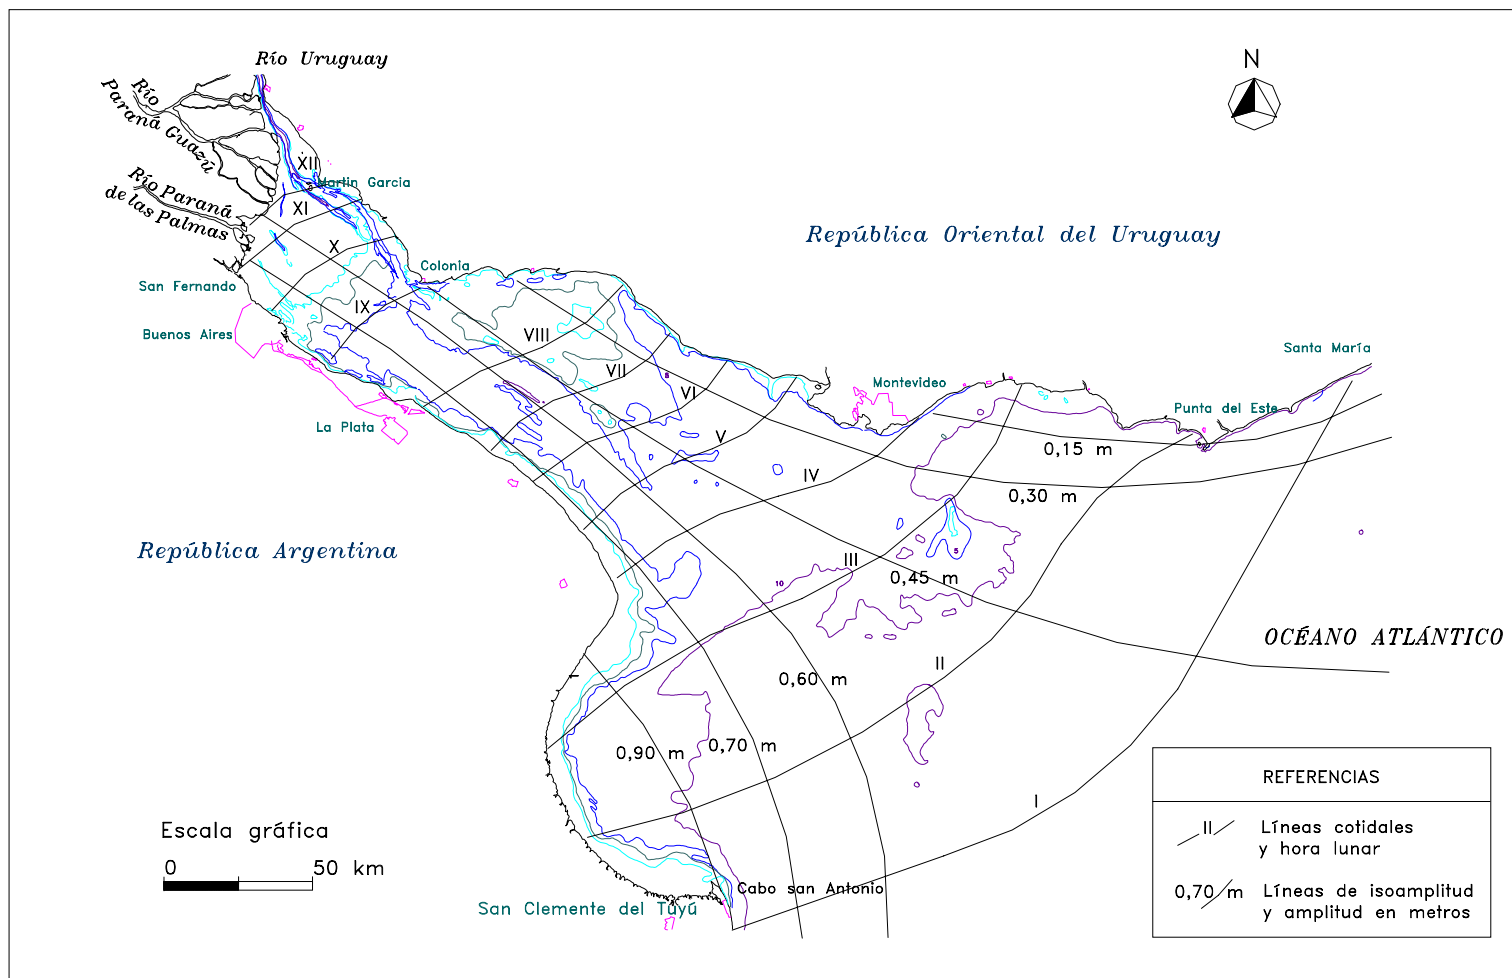 Río Uruguay
N
Río
Paraná Guazú
XII
Martin Garcia
Río Paraná
de las Palmas
XI
X
República Oriental del Uruguay
Colonia
San Fernando
IX
Buenos Aires
VIII
Santa María
VII
Montevideo
VI
Punta del Este
La Plata
V
0,15 m
IV
0,30 m
República Argentina
5
III
10
0,45 m
OCÉANO ATLÁNTICO
II
0,60 m
0,90 m
0,70 m
I
REFERENCIAS
II
Líneas cotidales
y hora lunar
0,70 m
Líneas de isoamplitud
y amplitud en metros
Escala gráfica
0 50 km
Cabo san Antonio
San Clemente del Tuyú